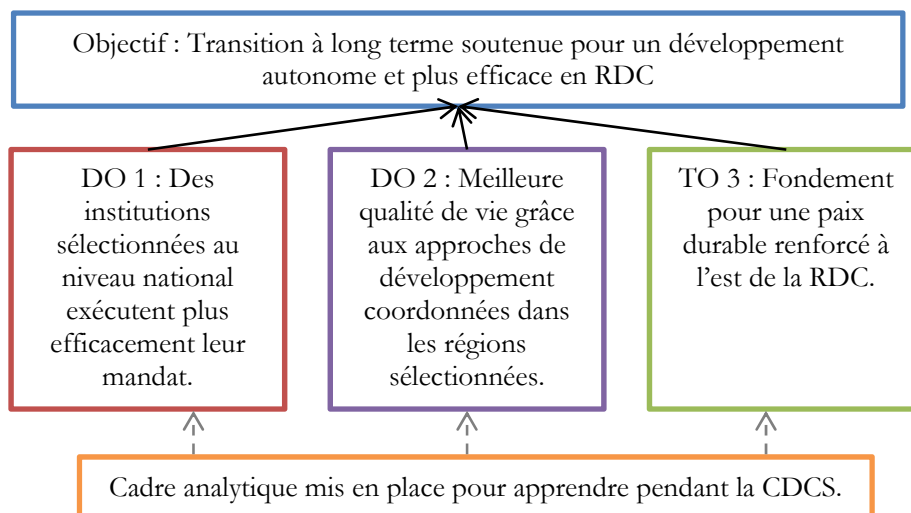 Objectif : Transition à long terme soutenue pour un développement
autonome et plus efficace en RDC
DO 1 : Des
institutions
sélectionnées au
niveau national
exécutent plus
efficacement leur
mandat.
DO 2 : Meilleure
qualité de vie grâce
aux approches de
développement
coordonnées dans
les régions
sélectionnées.
TO 3 : Fondement
pour une paix
durable renforcé à
l’est de la RDC.
Cadre analytique mis en place pour apprendre pendant la CDCS.